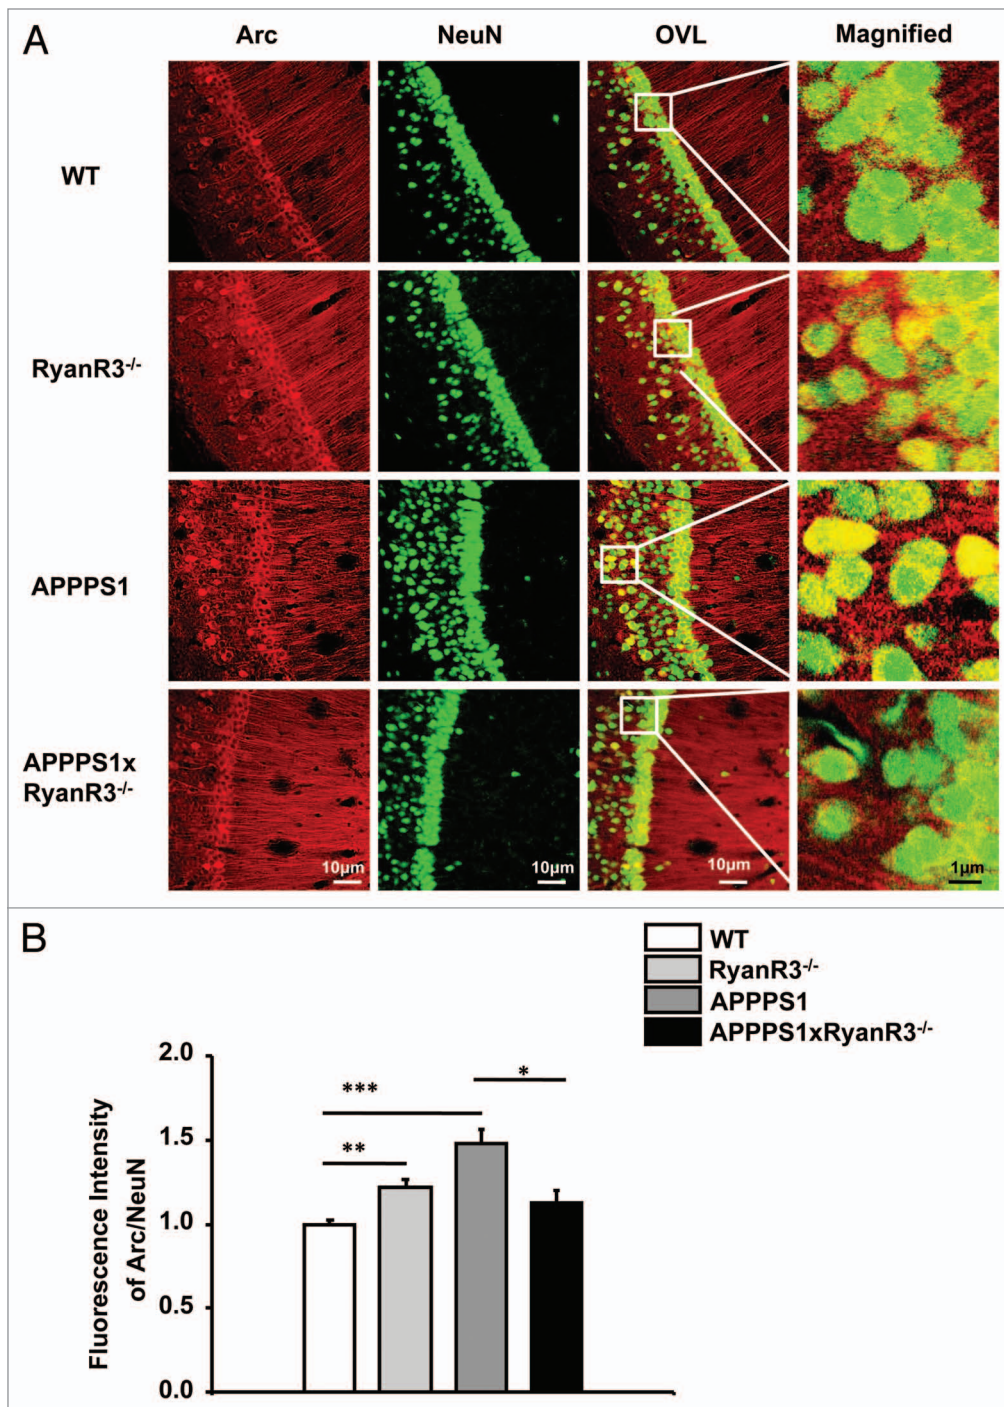 A
Arc NeuN OVL Magnified
WT
RyanR3-/-
APPPS1
APPPS1x
RyanR3-/-
10μm 10μm 10μm 1μm
B
WT
RyanR3-/-
APPPS1
APPPS1xRyanR3-/-
Fluorescence Intensity
of Arc/NeuN
2.0
1.5
1.0
0.5
0.0
***
**
*